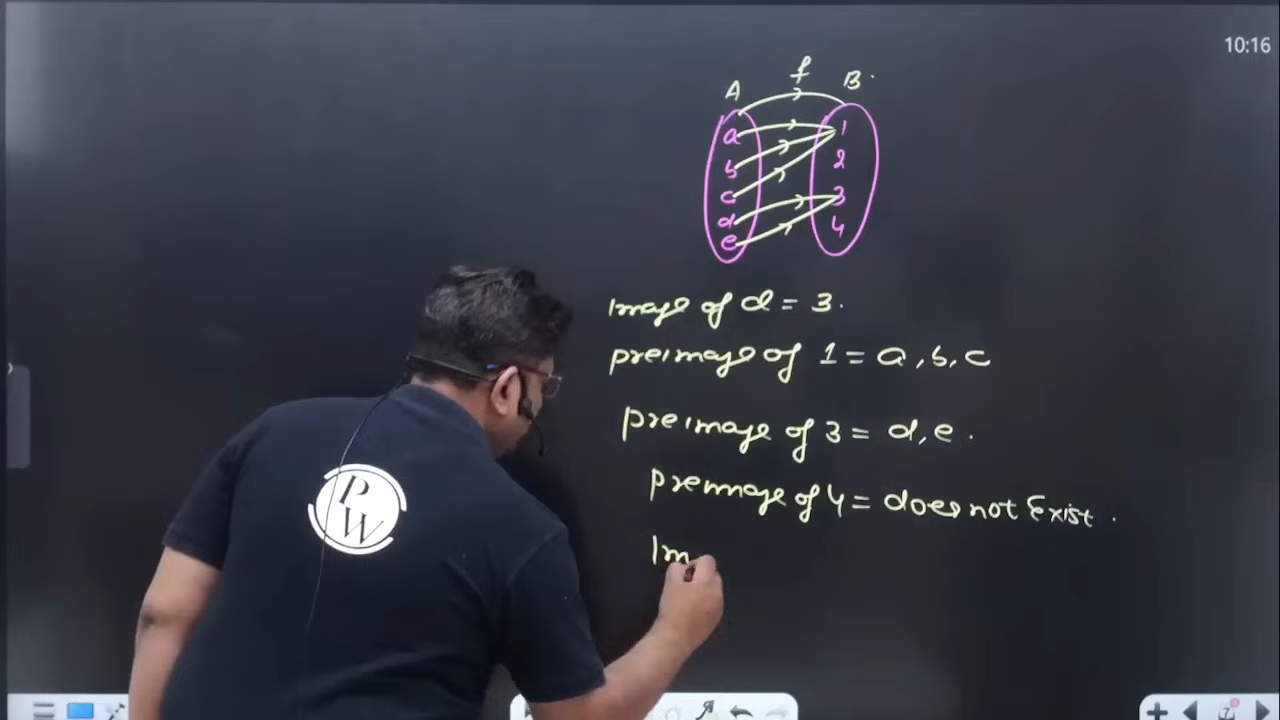 10:16
f
A B.
a 1
b 2
c 3
d 4
e
Image of d = 3.
preimage of 1 = a, b, c
preimage of 3 = d, e.
preimage of 4 = does not Exist.
Im
PW